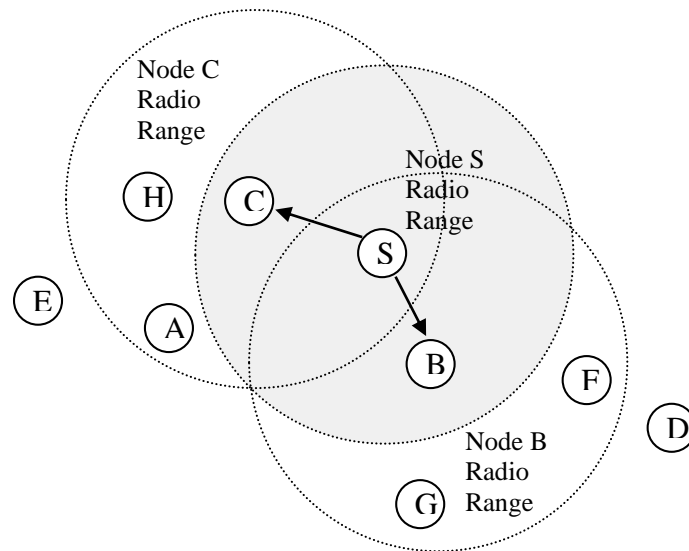 Node C
Radio
Range
Node S
Radio
Range
H
C
S
E
A
B
F
D
Node B
Radio
Range
G